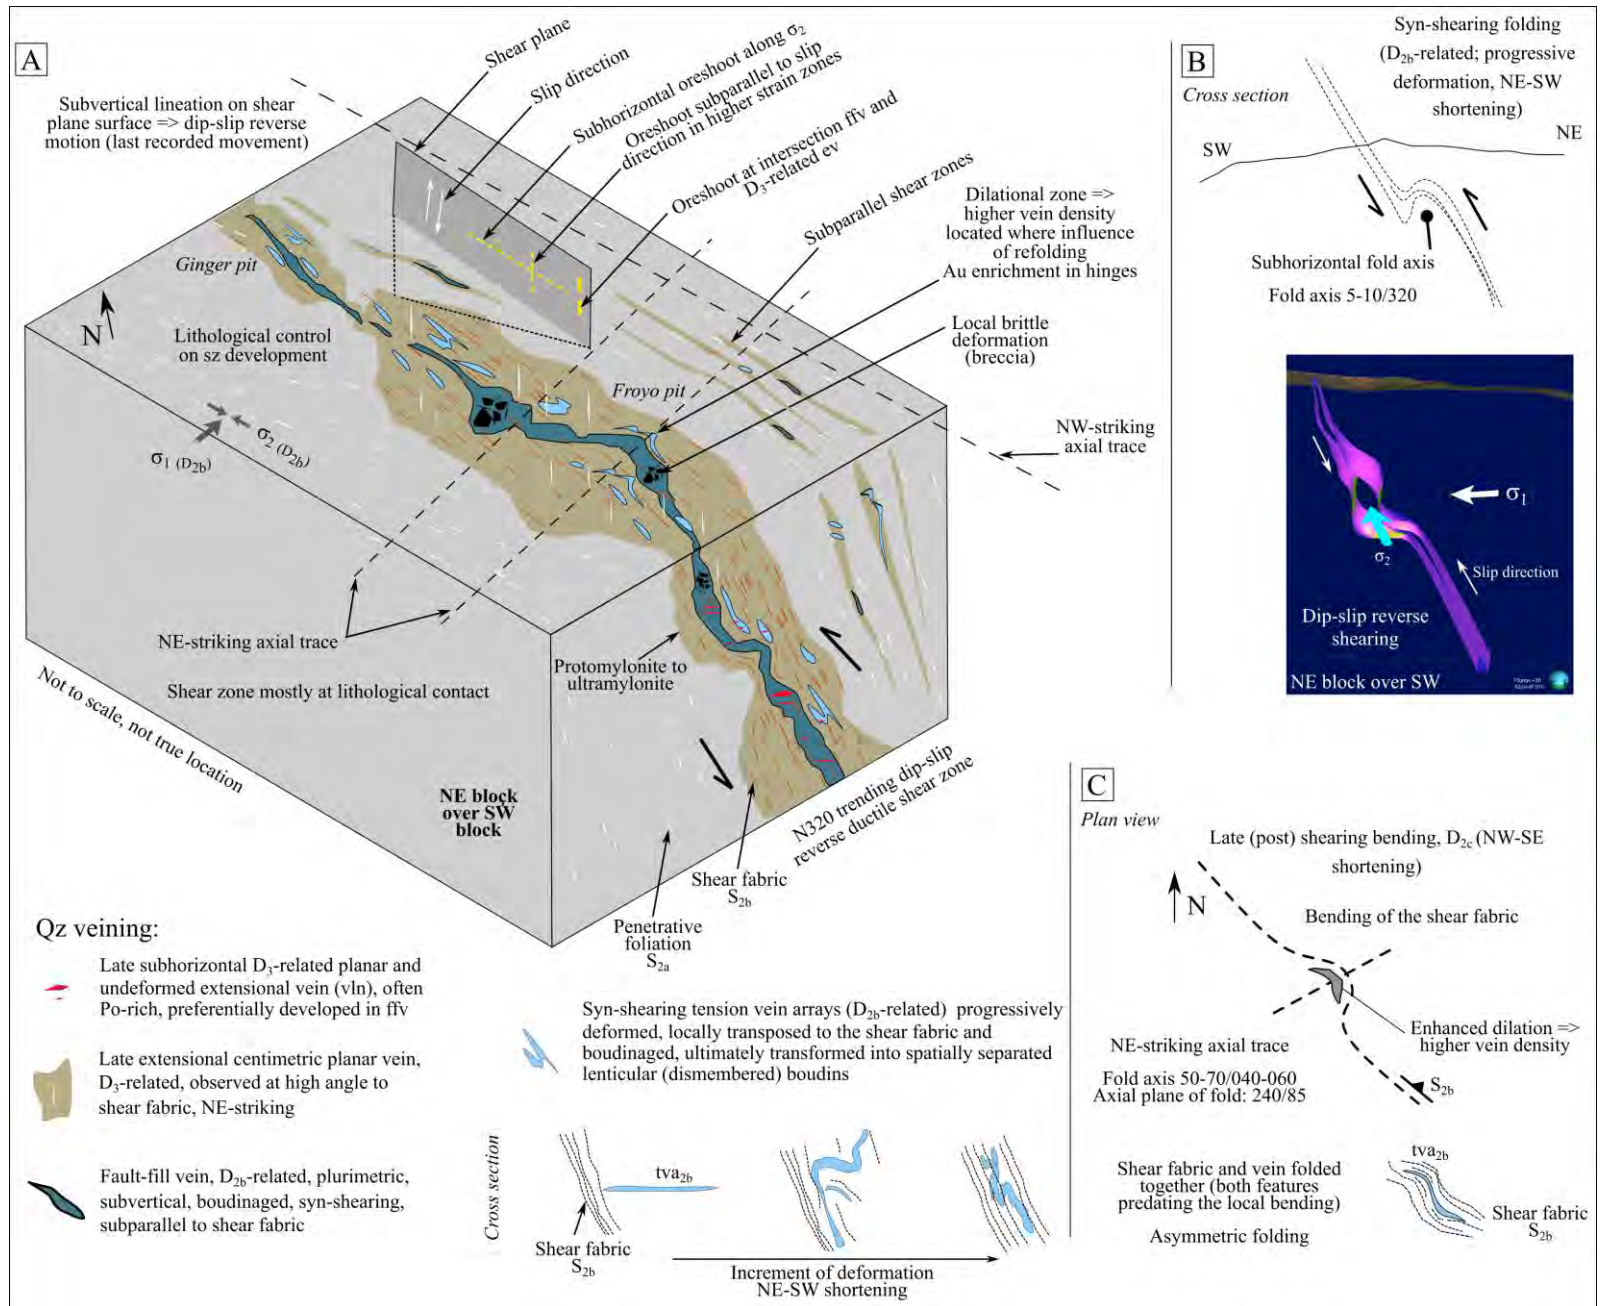 A
Subvertical lineation on shear
plane surface => dip-slip reverse
motion (last recorded movement)
Shear plane
Slip direction
Subhorizontal oreshoot along σ2
Oreshoot subparallel to slip
direction in higher strain zones
Oreshoot at intersection ffv and
D3-related ev
Subparallel shear zones
Dilational zone =>
higher vein density
located where influence
of refolding
Au enrichment in hinges
Local brittle
deformation
(breccia)
NW-striking
axial trace
Ginger pit
N
Lithological control
on sz development
Froyo pit
σ1 (D2b)
σ2 (D2b)
NE-striking axial trace
Shear zone mostly at lithological contact
Protomylonite to
ultramylonite
Not to scale, not true
location
NE block
over SW
block
N320 trending dip-slip
reverse ductile shear zone
Shear fabric
S2b
Penetrative
foliation
S2a
Qz veining:
Late subhorizontal D3-related planar and
undeformed extensional vein (vln), often
Po-rich, preferentially developed in ffv
Late extensional centimetric planar vein,
D3-related, observed at high angle to
shear fabric, NE-striking
Fault-fill vein, D2b-related, plurimetric,
subvertical, boudinaged, syn-shearing,
subparallel to shear fabric
Syn-shearing tension vein arrays (D2b-related) progressively
deformed, locally transposed to the shear fabric and
boudinaged, ultimately transformed into spatially separated
lenticular (dismembered) boudins
Cross section
tva2b
Shear fabric
S2b
Increment of deformation
NE-SW shortening
B
Cross section
Syn-shearing folding
(D2b-related; progressive
deformation, NE-SW
shortening)
SW
NE
Subhorizontal fold axis
Fold axis 5-10/320
σ1
σ2
Slip direction
Dip-slip reverse
shearing
NE block over SW
C
Plan view
Late (post) shearing bending, D2c (NW-SE
shortening)
N
Bending of the shear fabric
Enhanced dilation =>
higher vein density
NE-striking axial trace
Fold axis 50-70/040-060
Axial plane of fold: 240/85
S2b
Shear fabric and vein folded
together (both features
predating the local bending)
Asymmetric folding
tva2b
Shear fabric
S2b